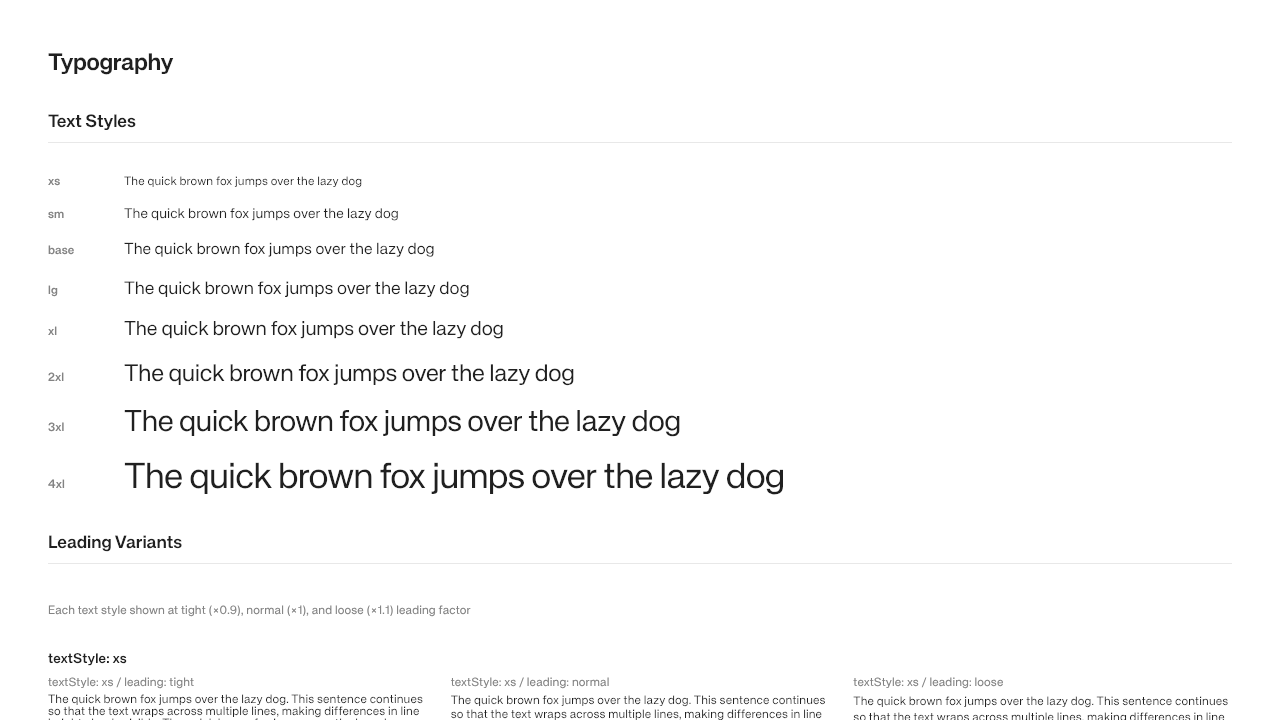 Typography
Text Styles
xs The quick brown fox jumps over the lazy dog
sm The quick brown fox jumps over the lazy dog
base The quick brown fox jumps over the lazy dog
lg The quick brown fox jumps over the lazy dog
xl The quick brown fox jumps over the lazy dog
2xl The quick brown fox jumps over the lazy dog
3xl The quick brown fox jumps over the lazy dog
4xl The quick brown fox jumps over the lazy dog
Leading Variants
Each text style shown at tight (×0.9), normal (×1), and loose (×1.1) leading factor
textStyle: xs
textStyle: xs / leading: tight
The quick brown fox jumps over the lazy dog. This sentence continues
so that the text wraps across multiple lines, making differences in line
textStyle: xs / leading: normal
The quick brown fox jumps over the lazy dog. This sentence continues
so that the text wraps across multiple lines, making differences in line
textStyle: xs / leading: loose
The quick brown fox jumps over the lazy dog. This sentence continues
so that the text wraps across multiple lines, making differences in line